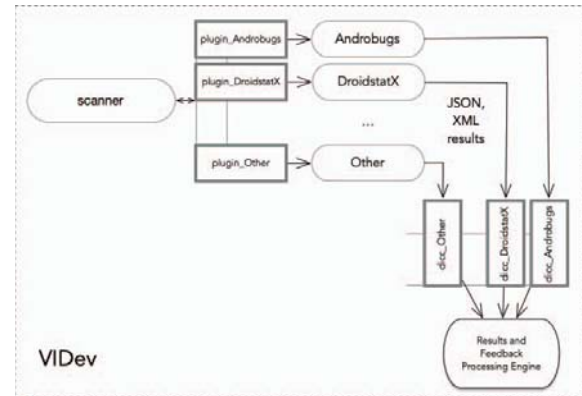 plugin_Androbugs
Androbugs
plugin_DroidstatX
DroidstatX
scanner
JSON,
XML
results
...
plugin_Other
Other
dicc_Other
dicc_DroidstatX
dicc_Androbugs
Results and
Feedback
Processing Engine
VIDev